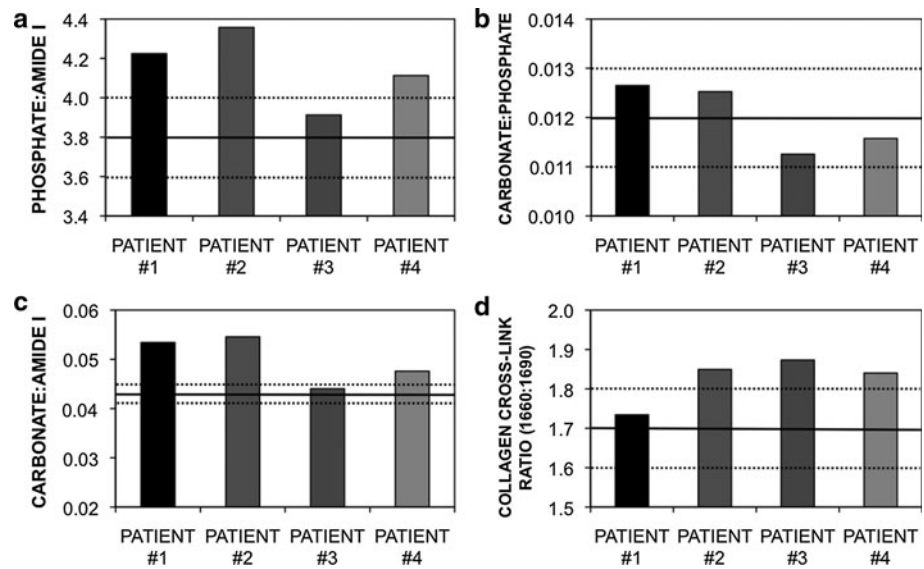 a
PHOSPHATE:AMIDE I
4.4
4.2
4.0
3.8
3.6
3.4
PATIENT #1
PATIENT #2
PATIENT #3
PATIENT #4
b
CARBONATE:PHOSPHATE
0.014
0.013
0.012
0.011
0.010
PATIENT #1
PATIENT #2
PATIENT #3
PATIENT #4
c
CARBONATE:AMIDE I
0.06
0.05
0.04
0.03
0.02
PATIENT #1
PATIENT #2
PATIENT #3
PATIENT #4
d
COLLAGEN CROSS-LINK
RATIO (1660:1690)
2.0
1.9
1.8
1.7
1.6
1.5
PATIENT #1
PATIENT #2
PATIENT #3
PATIENT #4